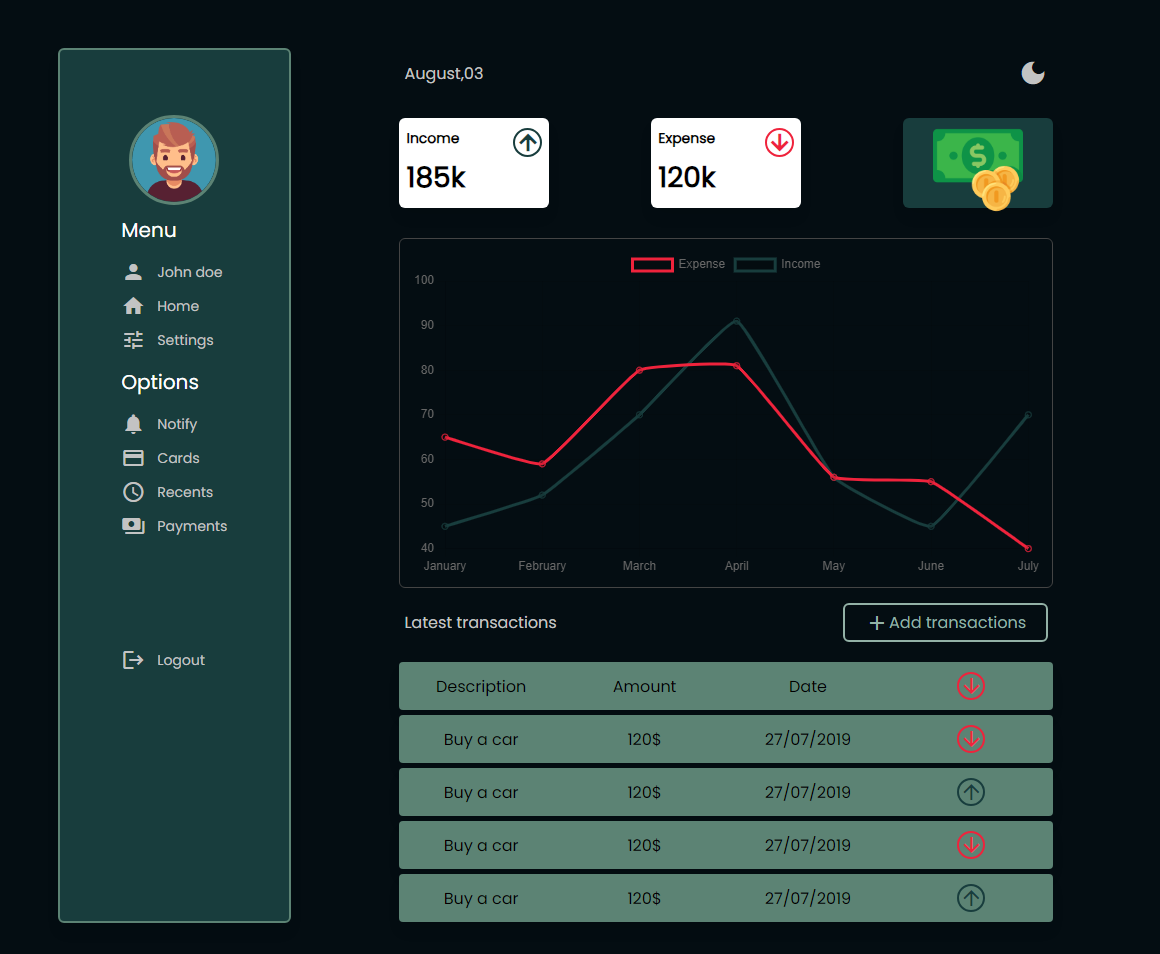 Menu
John doe
Home
Settings
Options
Notify
Cards
Recents
Payments
Logout
August,03
Income
185k
Expense
120k
$
Expense Income
100
90
80
70
60
50
40
January February March April May June July
Latest transactions
+ Add transactions
Description Amount Date
Buy a car 120$ 27/07/2019
Buy a car 120$ 27/07/2019
Buy a car 120$ 27/07/2019
Buy a car 120$ 27/07/2019